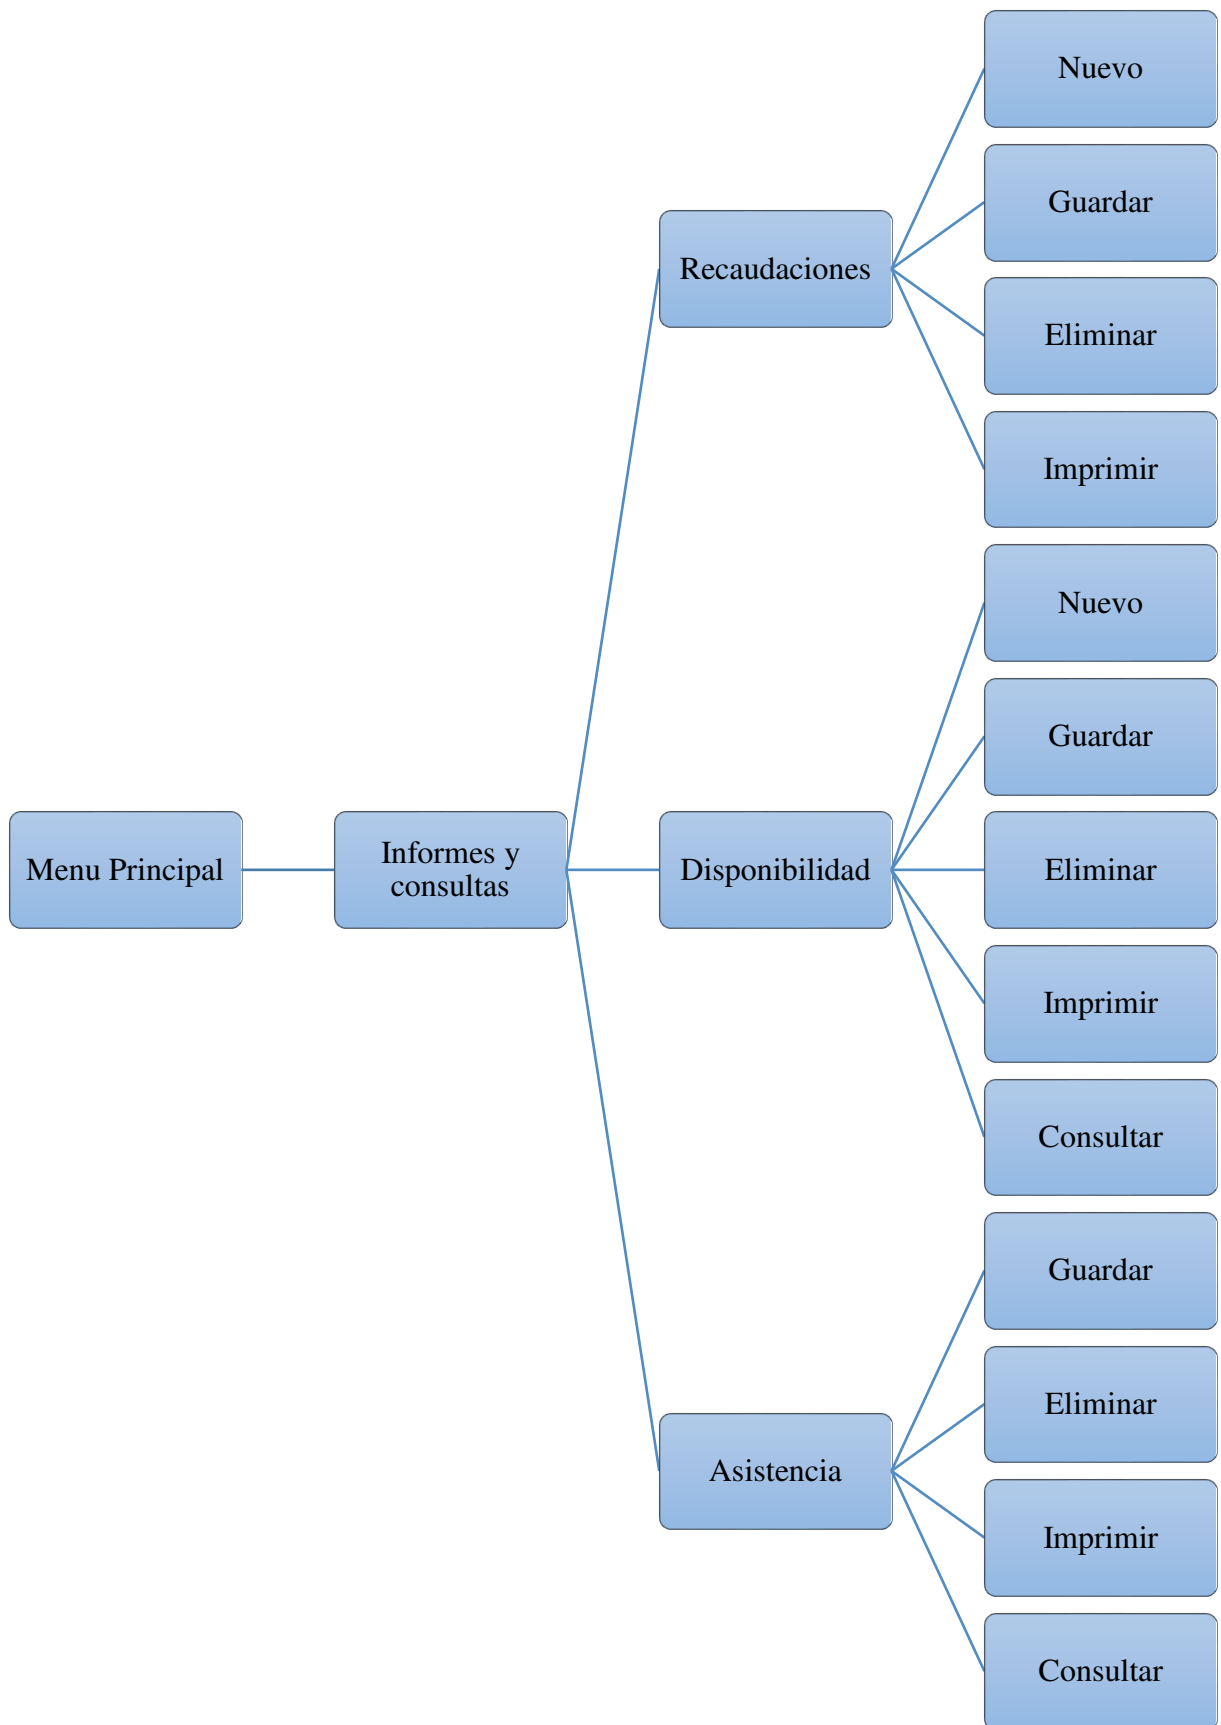 Menu Principal
Informes y
consultas
Recaudaciones
Nuevo
Guardar
Eliminar
Imprimir
Disponibilidad
Nuevo
Guardar
Eliminar
Imprimir
Consultar
Asistencia
Guardar
Eliminar
Imprimir
Consultar